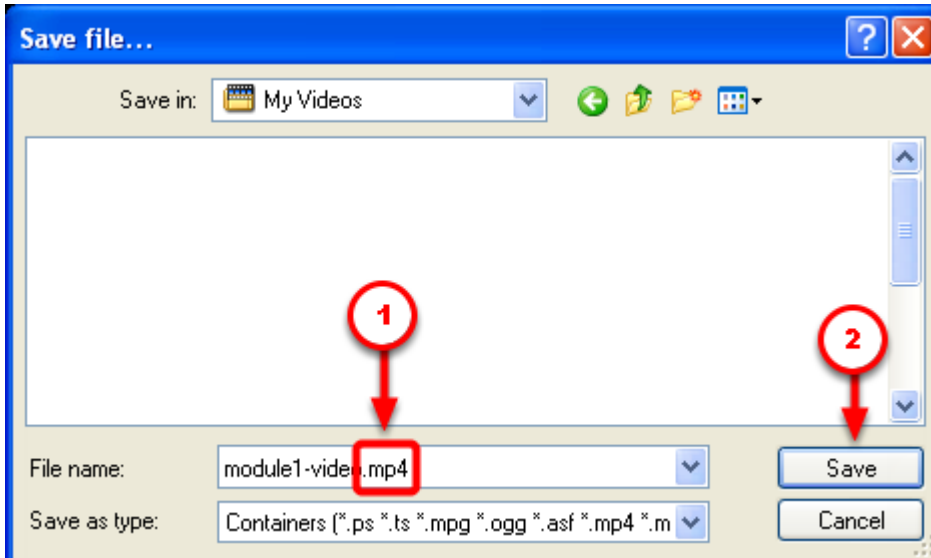 Save file...
Save in: My Videos
1
2
File name: module1-video.mp4 Save
Save as type: Containers (*.ps *.ts *.mpg *.ogg *.asf *.mp4 *.m Cancel